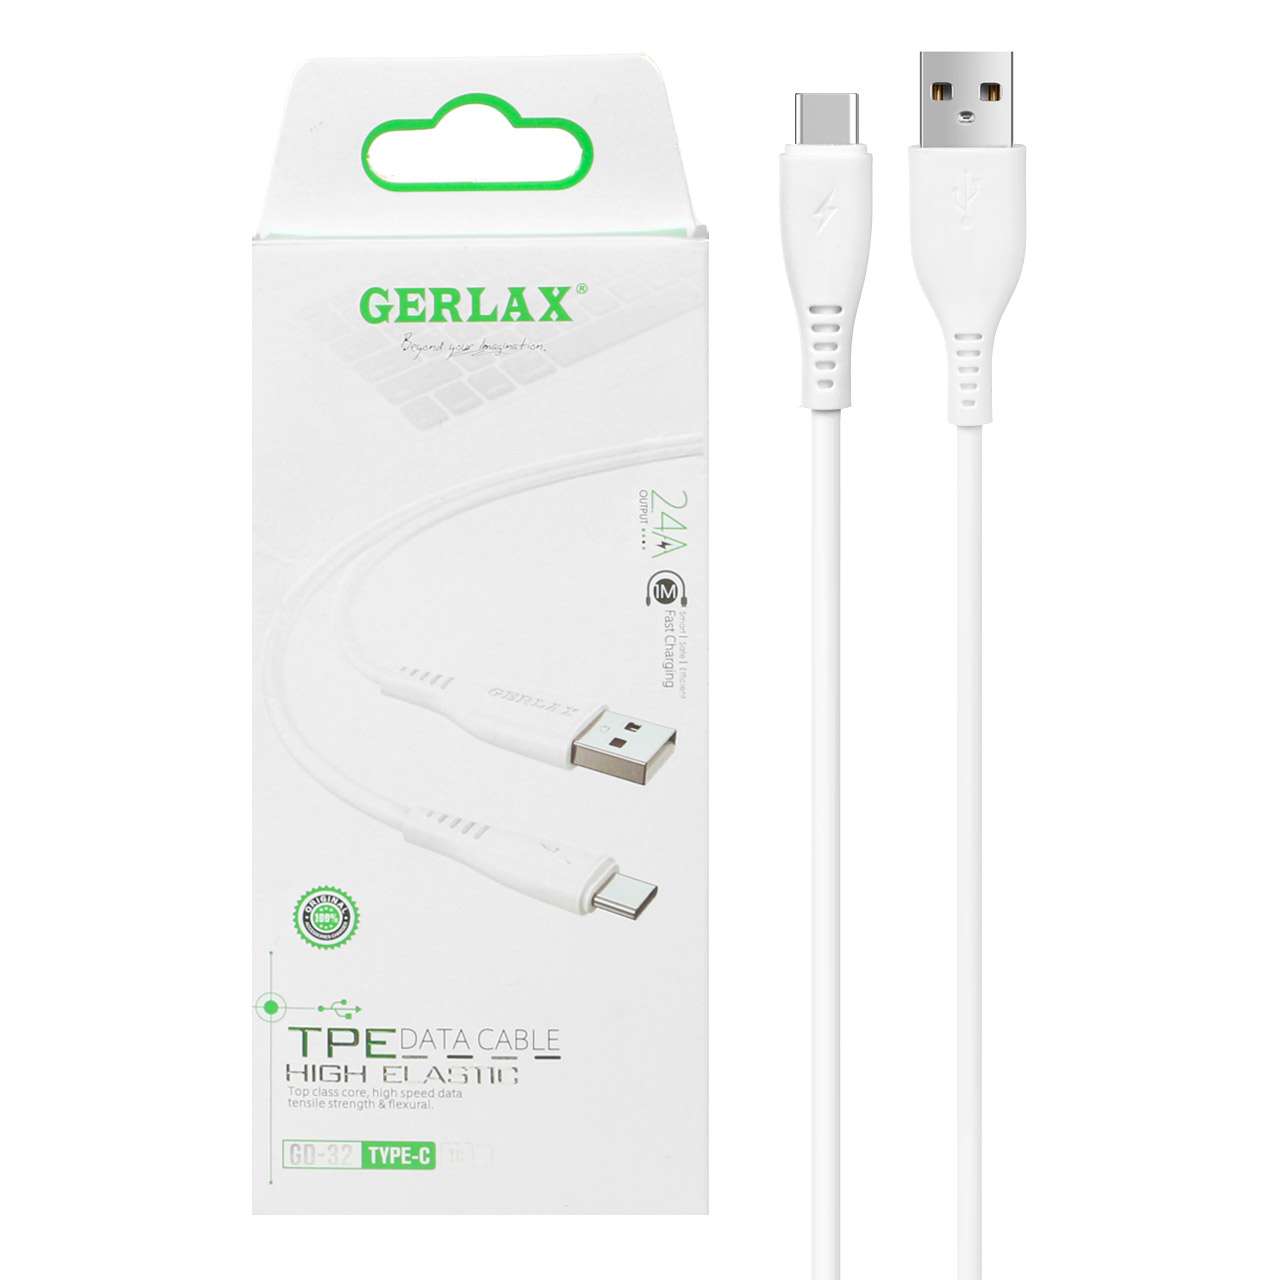 GERLAX®
Beyond your Imagination.
2.4A
OUTPUT
1M
Smart | Safe | Efficient
Fast Charging
GERLAX
ORIGINAL
100%
TPE DATA CABLE
HIGH ELASTIC
Top class core, high speed data
tensile strength & flexural.
GD-32 TYPE-C